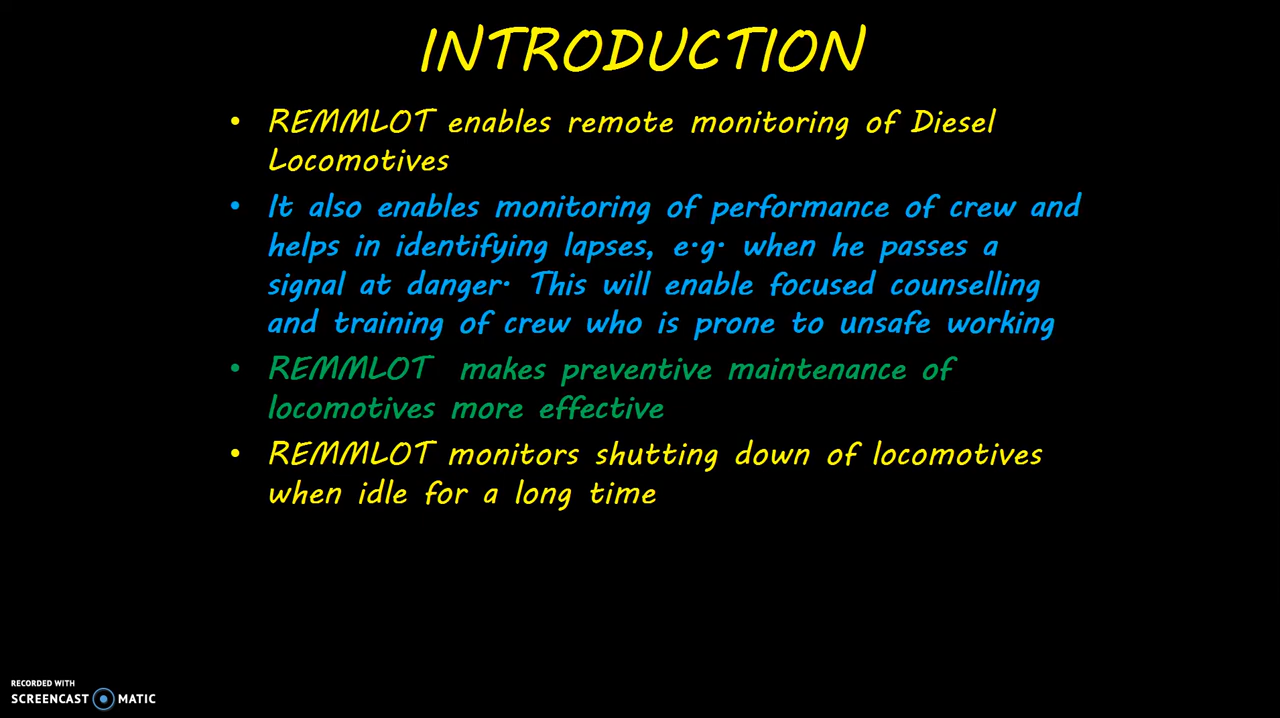 INTRODUCTION
• REMMLOT enables remote monitoring of Diesel
Locomotives
• It also enables monitoring of performance of crew and
helps in identifying lapses, e.g. when he passes a
signal at danger. This will enable focused counselling
and training of crew who is prone to unsafe working
• REMMLOT makes preventive maintenance of
locomotives more effective
• REMMLOT monitors shutting down of locomotives
when idle for a long time
RECORDED WITH
SCREENCAST MATIC